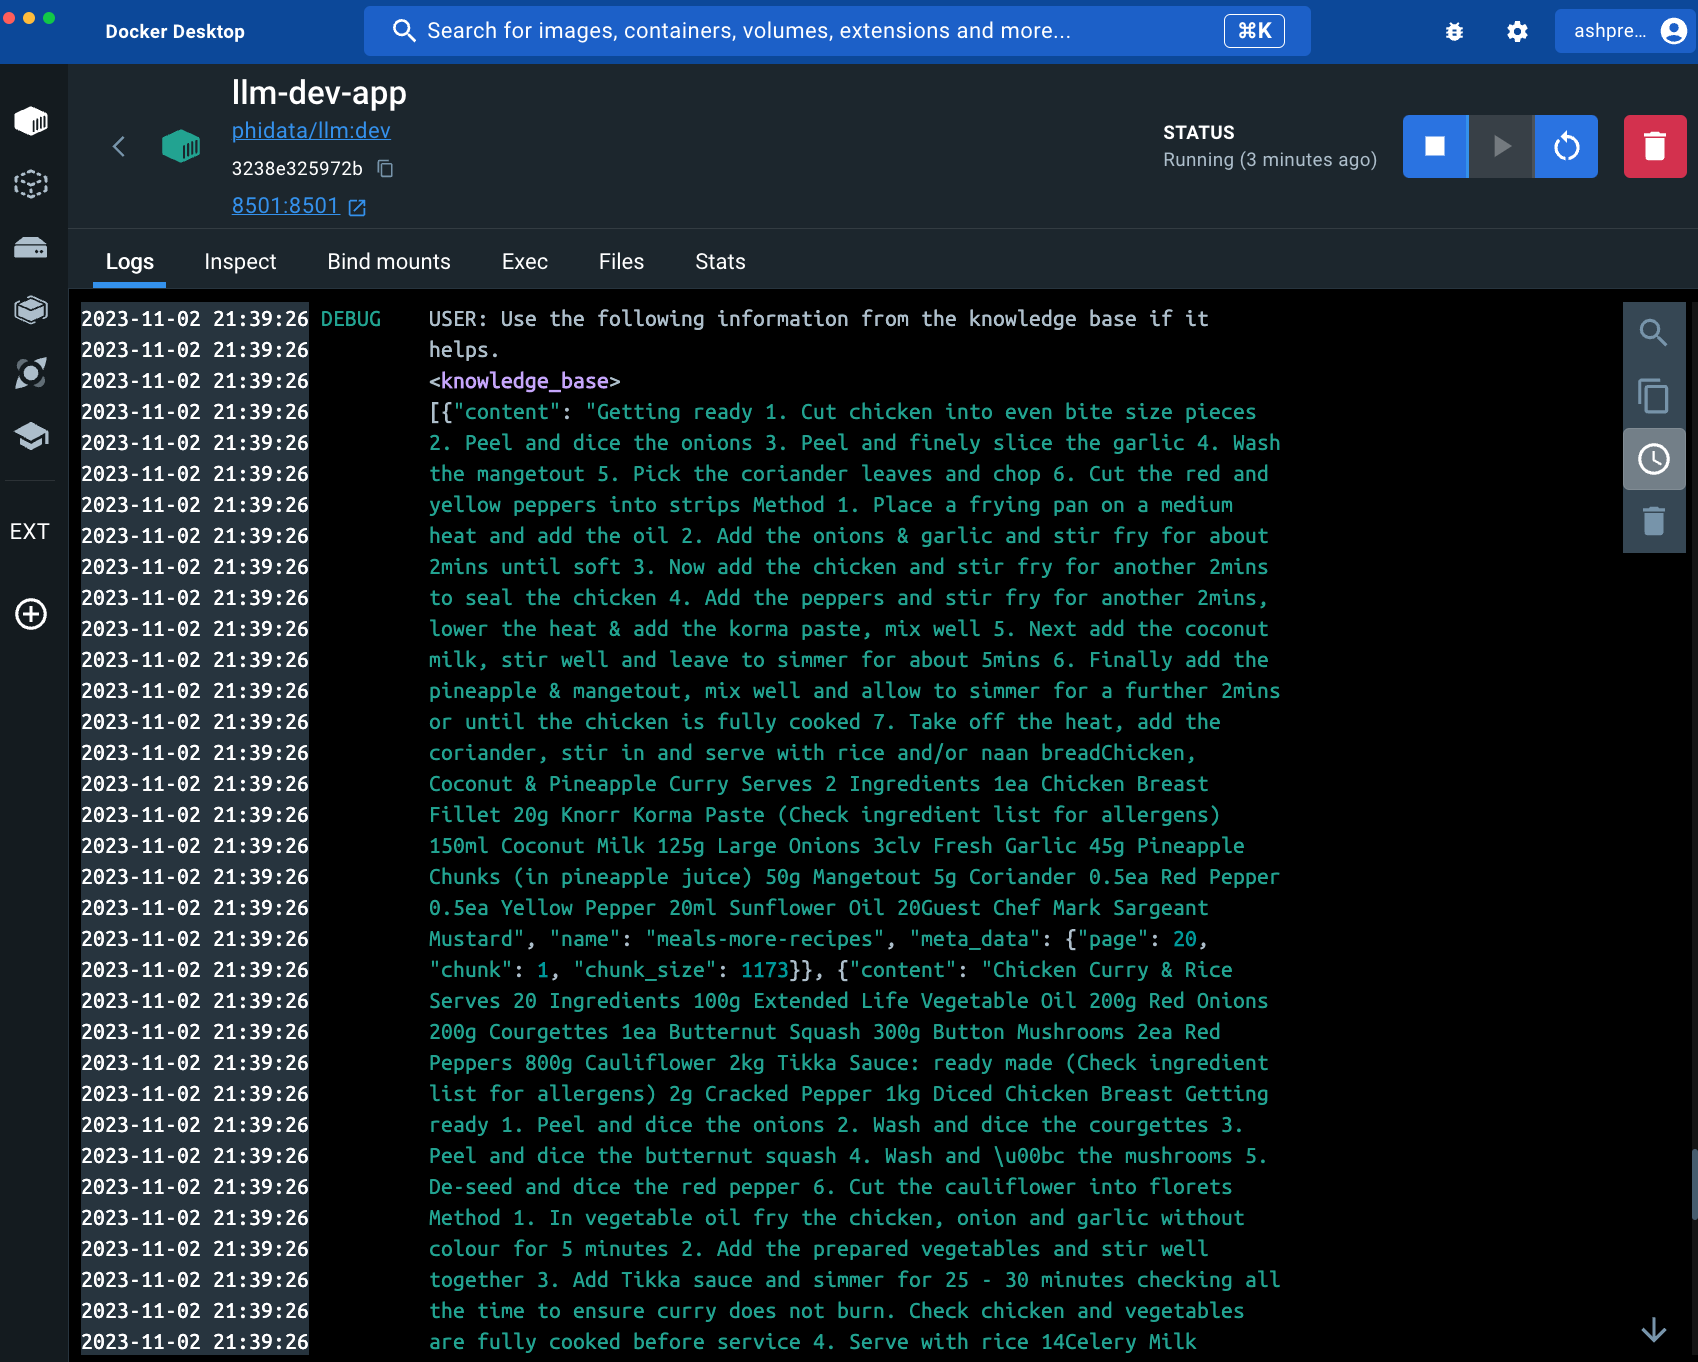 Docker Desktop
Search for images, containers, volumes, extensions and more...
⌘K
ashpre...
llm-dev-app
phidata/llm:dev
3238e325972b
8501:8501
STATUS
Running (3 minutes ago)
Logs Inspect Bind mounts Exec Files Stats
EXT
2023-11-02 21:39:26 DEBUG USER: Use the following information from the knowledge base if it
2023-11-02 21:39:26 helps.
2023-11-02 21:39:26 <knowledge_base>
2023-11-02 21:39:26 [{"content": "Getting ready 1. Cut chicken into even bite size pieces
2023-11-02 21:39:26 2. Peel and dice the onions 3. Peel and finely slice the garlic 4. Wash
2023-11-02 21:39:26 the mangetout 5. Pick the coriander leaves and chop 6. Cut the red and
2023-11-02 21:39:26 yellow peppers into strips Method 1. Place a frying pan on a medium
2023-11-02 21:39:26 heat and add the oil 2. Add the onions & garlic and stir fry for about
2023-11-02 21:39:26 2mins until soft 3. Now add the chicken and stir fry for another 2mins
2023-11-02 21:39:26 to seal the chicken 4. Add the peppers and stir fry for another 2mins,
2023-11-02 21:39:26 lower the heat & add the korma paste, mix well 5. Next add the coconut
2023-11-02 21:39:26 milk, stir well and leave to simmer for about 5mins 6. Finally add the
2023-11-02 21:39:26 pineapple & mangetout, mix well and allow to simmer for a further 2mins
2023-11-02 21:39:26 or until the chicken is fully cooked 7. Take off the heat, add the
2023-11-02 21:39:26 coriander, stir in and serve with rice and/or naan breadChicken,
2023-11-02 21:39:26 Coconut & Pineapple Curry Serves 2 Ingredients 1ea Chicken Breast
2023-11-02 21:39:26 Fillet 20g Knorr Korma Paste (Check ingredient list for allergens)
2023-11-02 21:39:26 150ml Coconut Milk 125g Large Onions 3clv Fresh Garlic 45g Pineapple
2023-11-02 21:39:26 Chunks (in pineapple juice) 50g Mangetout 5g Coriander 0.5ea Red Pepper
2023-11-02 21:39:26 0.5ea Yellow Pepper 20ml Sunflower Oil 20Guest Chef Mark Sargeant
2023-11-02 21:39:26 Mustard", "name": "meals-more-recipes", "meta_data": {"page": 20,
2023-11-02 21:39:26 "chunk": 1, "chunk_size": 1173}}, {"content": "Chicken Curry & Rice
2023-11-02 21:39:26 Serves 20 Ingredients 100g Extended Life Vegetable Oil 200g Red Onions
2023-11-02 21:39:26 200g Courgettes 1ea Butternut Squash 300g Button Mushrooms 2ea Red
2023-11-02 21:39:26 Peppers 800g Cauliflower 2kg Tikka Sauce: ready made (Check ingredient
2023-11-02 21:39:26 list for allergens) 2g Cracked Pepper 1kg Diced Chicken Breast Getting
2023-11-02 21:39:26 ready 1. Peel and dice the onions 2. Wash and dice the courgettes 3.
2023-11-02 21:39:26 Peel and dice the butternut squash 4. Wash and \u00bc the mushrooms 5.
2023-11-02 21:39:26 De-seed and dice the red pepper 6. Cut the cauliflower into florets
2023-11-02 21:39:26 Method 1. In vegetable oil fry the chicken, onion and garlic without
2023-11-02 21:39:26 colour for 5 minutes 2. Add the prepared vegetables and stir well
2023-11-02 21:39:26 together 3. Add Tikka sauce and simmer for 25 - 30 minutes checking all
2023-11-02 21:39:26 the time to ensure curry does not burn. Check chicken and vegetables
2023-11-02 21:39:26 are fully cooked before service 4. Serve with rice 14Celery Milk